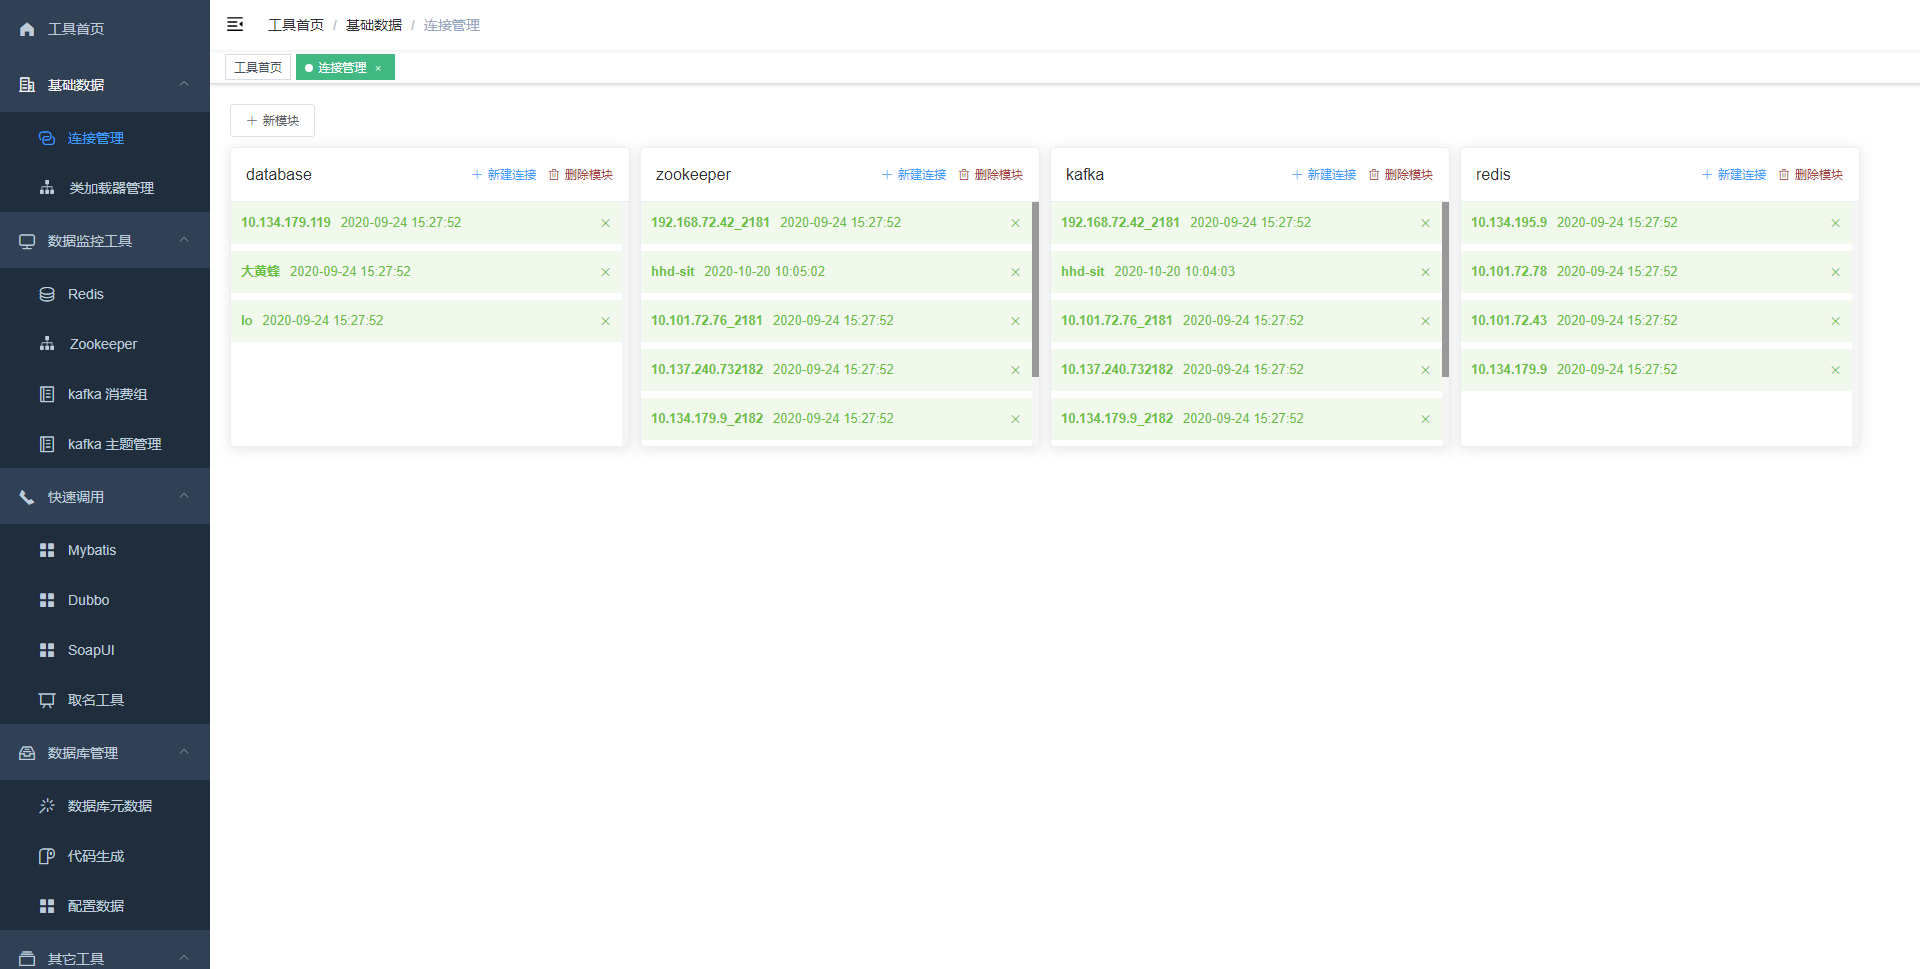 工具首页
基础数据
连接管理
类加载器管理
数据监控工具
Redis
Zookeeper
kafka 消费组
kafka 主题管理
快速调用
Mybatis
Dubbo
SoapUI
取名工具
数据库管理
数据库元数据
代码生成
配置数据
其它工具
工具首页 / 基础数据 / 连接管理
工具首页 连接管理 ×
+ 新模块
database + 新建连接 删除模块
10.134.179.119 2020-09-24 15:27:52 ×
大黄蜂 2020-09-24 15:27:52 ×
lo 2020-09-24 15:27:52 ×
zookeeper + 新建连接 删除模块
192.168.72.42_2181 2020-09-24 15:27:52 ×
hhd-sit 2020-10-20 10:05:02 ×
10.101.72.76_2181 2020-09-24 15:27:52 ×
10.137.240.732182 2020-09-24 15:27:52 ×
10.134.179.9_2182 2020-09-24 15:27:52 ×
kafka + 新建连接 删除模块
192.168.72.42_2181 2020-09-24 15:27:52 ×
hhd-sit 2020-10-20 10:04:03 ×
10.101.72.76_2181 2020-09-24 15:27:52 ×
10.137.240.732182 2020-09-24 15:27:52 ×
10.134.179.9_2182 2020-09-24 15:27:52 ×
redis + 新建连接 删除模块
10.134.195.9 2020-09-24 15:27:52 ×
10.101.72.78 2020-09-24 15:27:52 ×
10.101.72.43 2020-09-24 15:27:52 ×
10.134.179.9 2020-09-24 15:27:52 ×